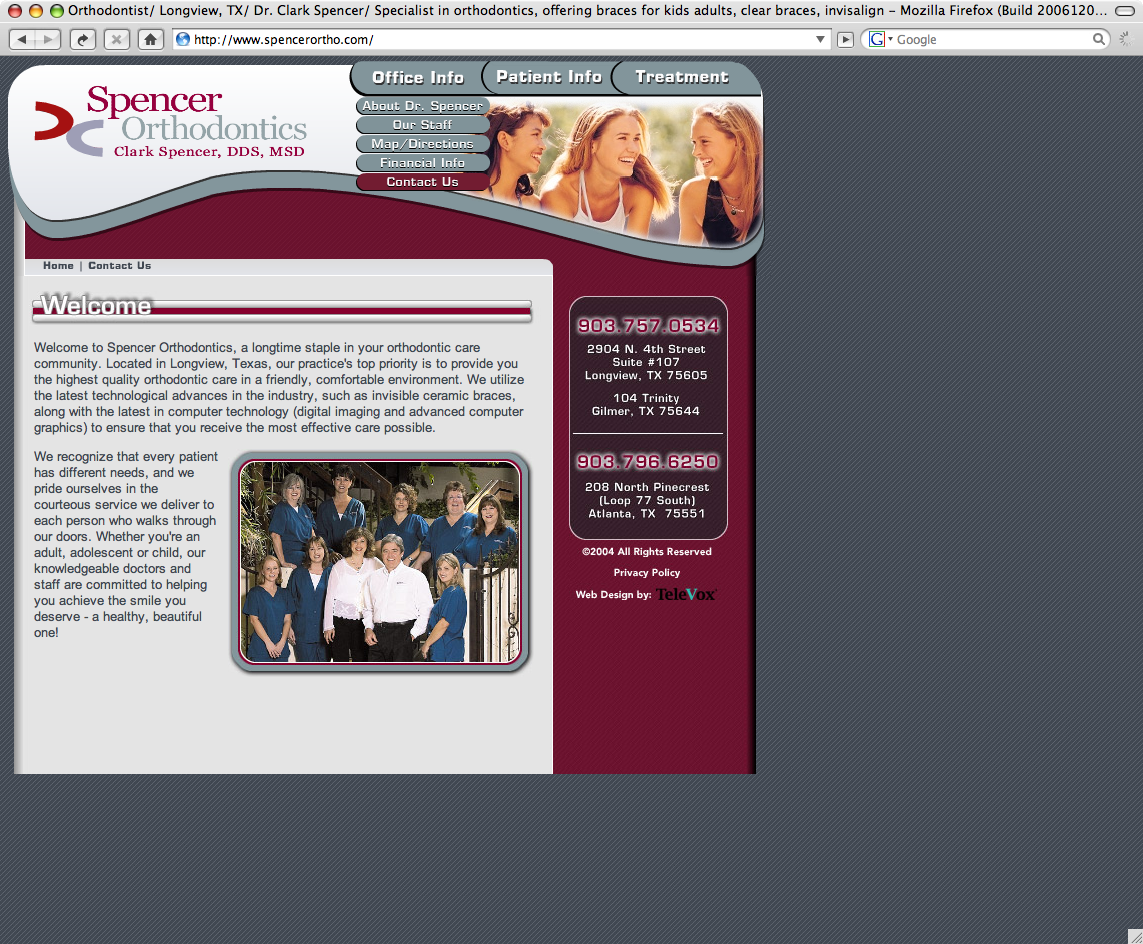 Orthodontist/ Longview, TX/ Dr. Clark Spencer/ Specialist in orthodontics, offering braces for kids adults, clear braces, invisalign – Mozilla Firefox (Build 2006120...
http://www.spencerortho.com/
G Google
Office Info Patient Info Treatment
Spencer
Orthodontics
Clark Spencer, DDS, MSD
About Dr. Spencer
Our Staff
Map/Directions
Financial Info
Contact Us
Home | Contact Us
Welcome
Welcome to Spencer Orthodontics, a longtime staple in your orthodontic care
community. Located in Longview, Texas, our practice's top priority is to provide you
the highest quality orthodontic care in a friendly, comfortable environment. We utilize
the latest technological advances in the industry, such as invisible ceramic braces,
along with the latest in computer technology (digital imaging and advanced computer
graphics) to ensure that you receive the most effective care possible.
We recognize that every patient
has different needs, and we
pride ourselves in the
courteous service we deliver to
each person who walks through
our doors. Whether you're an
adult, adolescent or child, our
knowledgeable doctors and
staff are committed to helping
you achieve the smile you
deserve - a healthy, beautiful
one!
903.757.0534
2904 N. 4th Street
Suite #107
Longview, TX 75605
104 Trinity
Gilmer, TX 75644
903.796.6250
208 North Pinecrest
(Loop 77 South)
Atlanta, TX 75551
©2004 All Rights Reserved
Privacy Policy
Web Design by: TeleVox